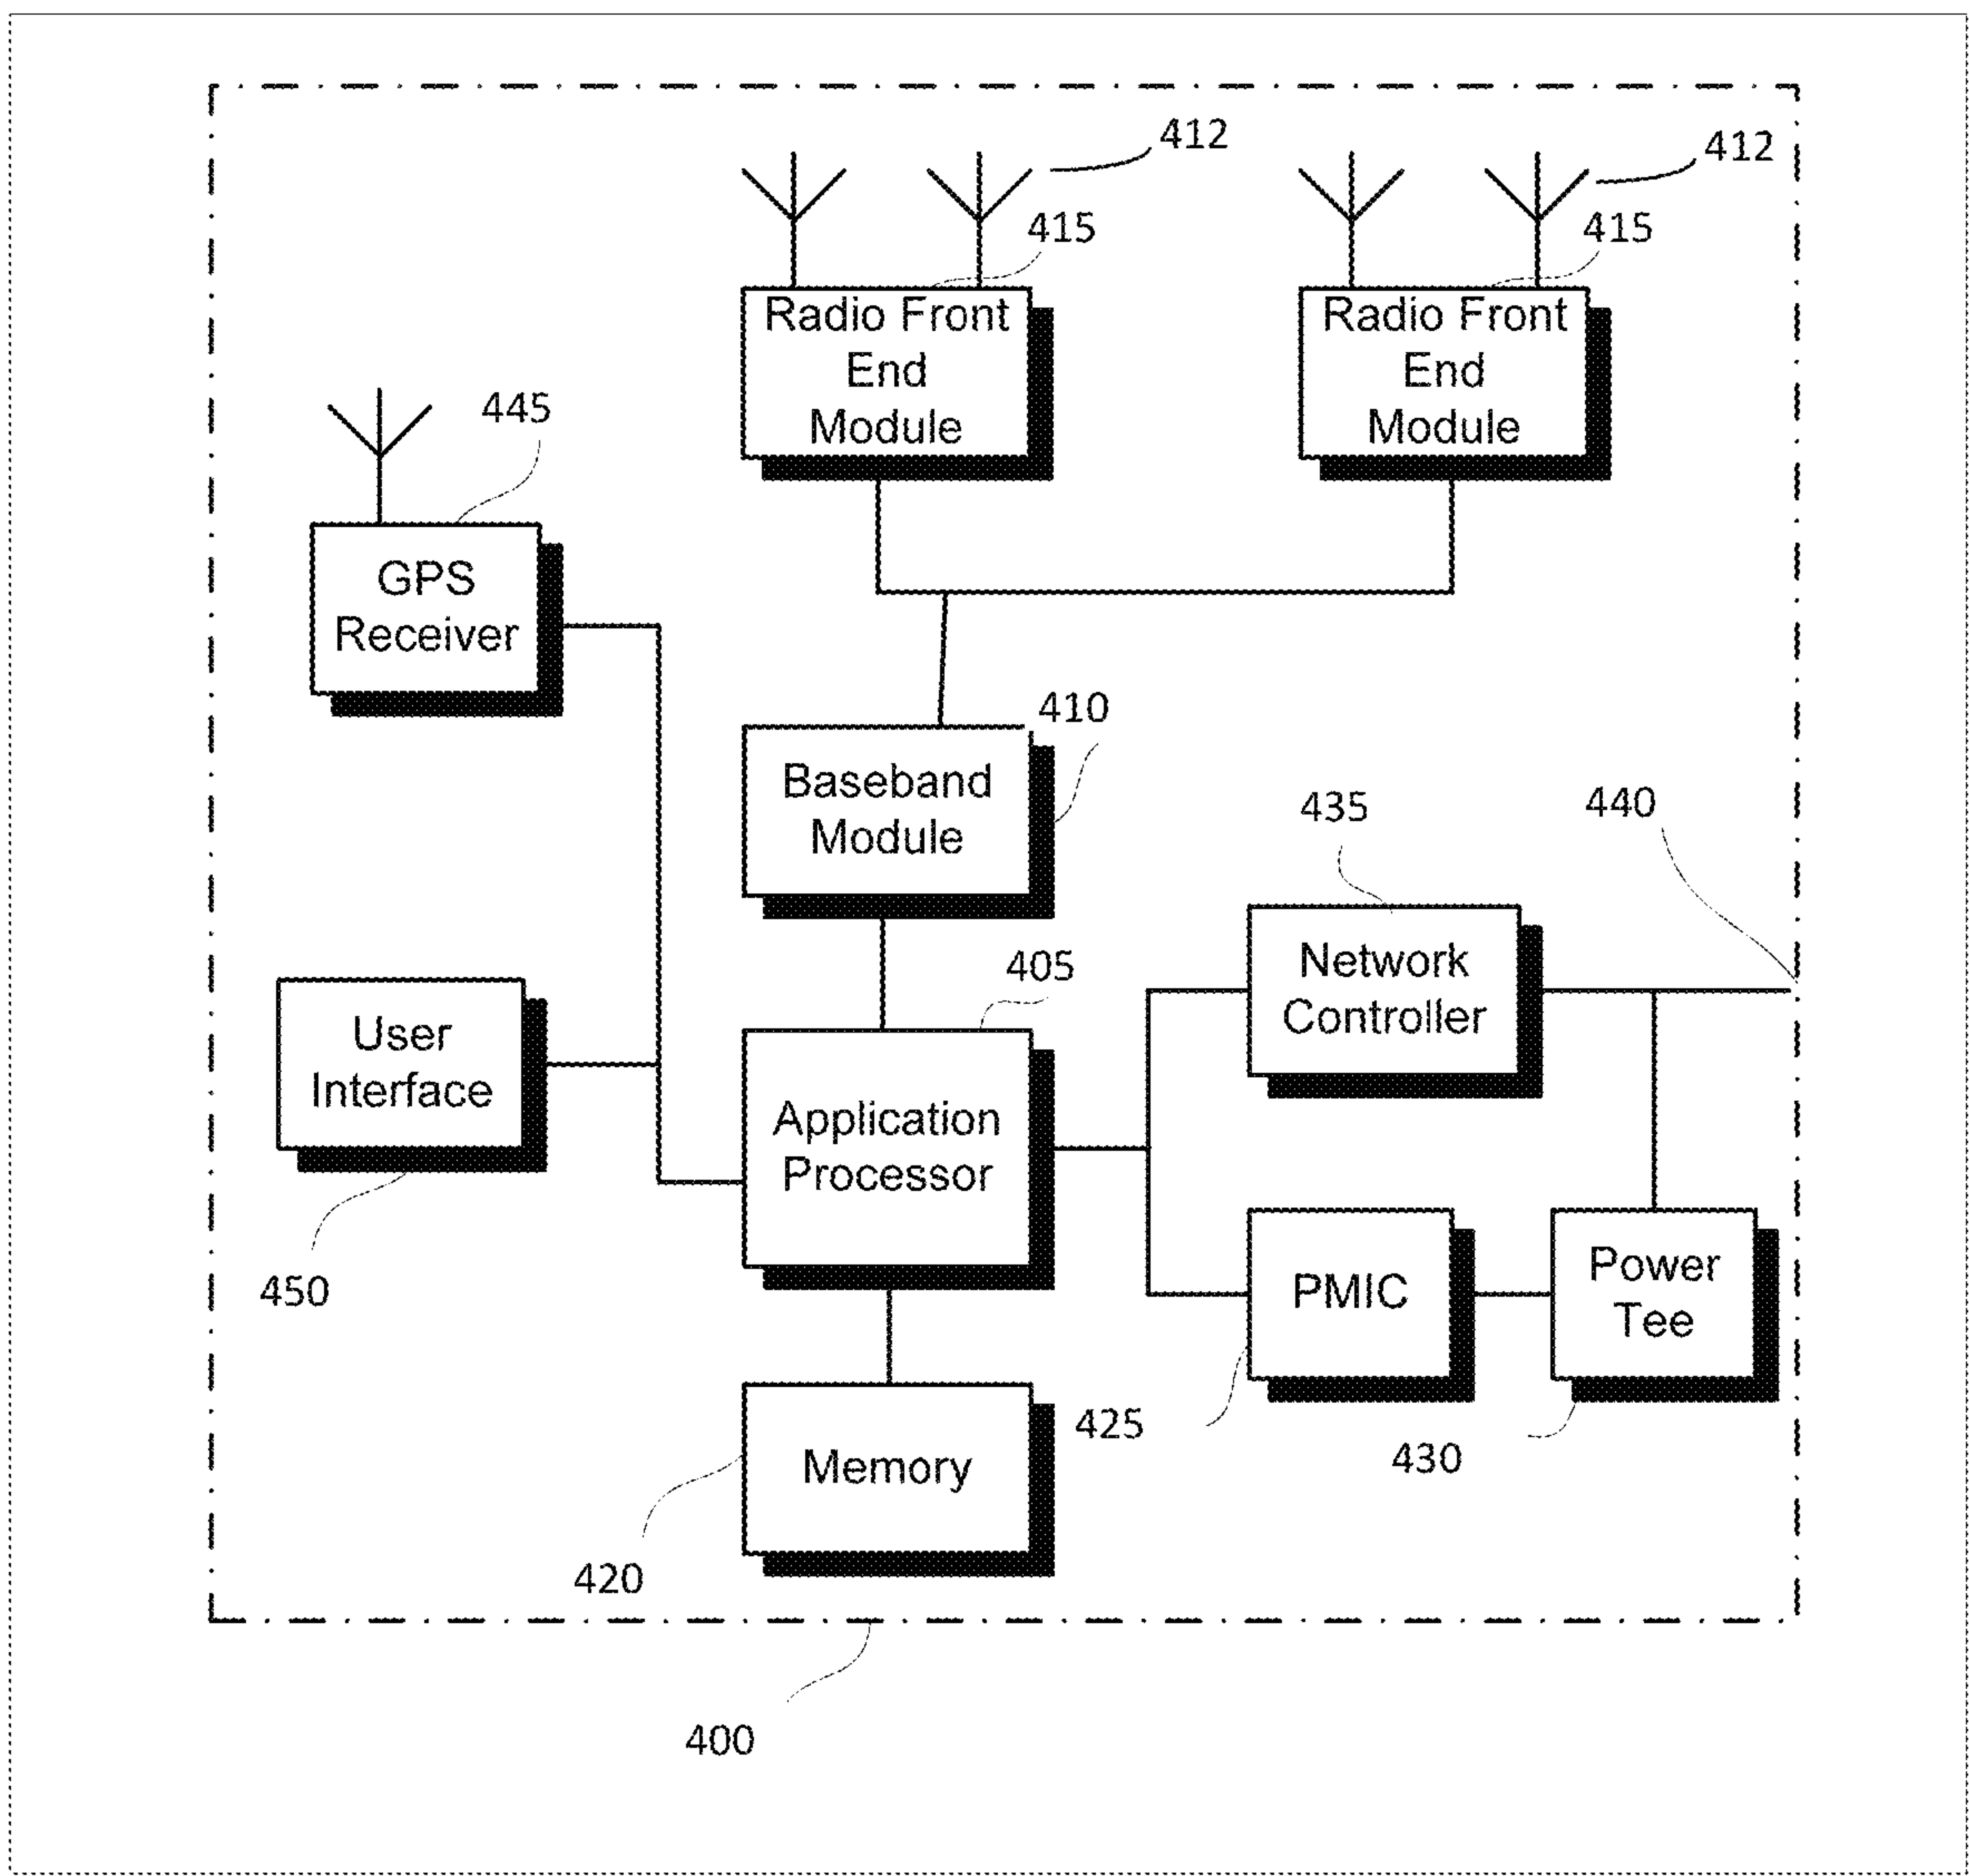 412
412
415
415
Radio Front
End
Module
Radio Front
End
Module
445
GPS
Receiver
410
Baseband
Module
435
440
405
Network
Controller
User
Interface
Application
Processor
450
PMIC
Power
Tee
425
430
Memory
420
400